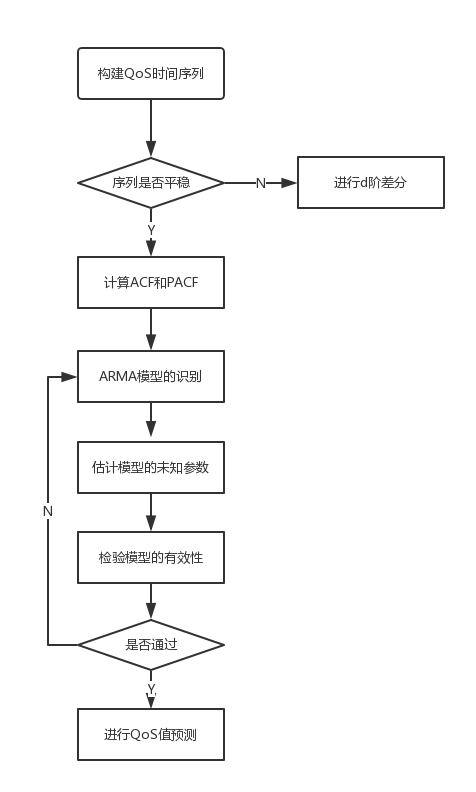 构建QoS时间序列
序列是否平稳
N
进行d阶差分
Y
计算ACF和PACF
ARMA模型的识别
估计模型的未知参数
N
检验模型的有效性
是否通过
Y
进行QoS值预测